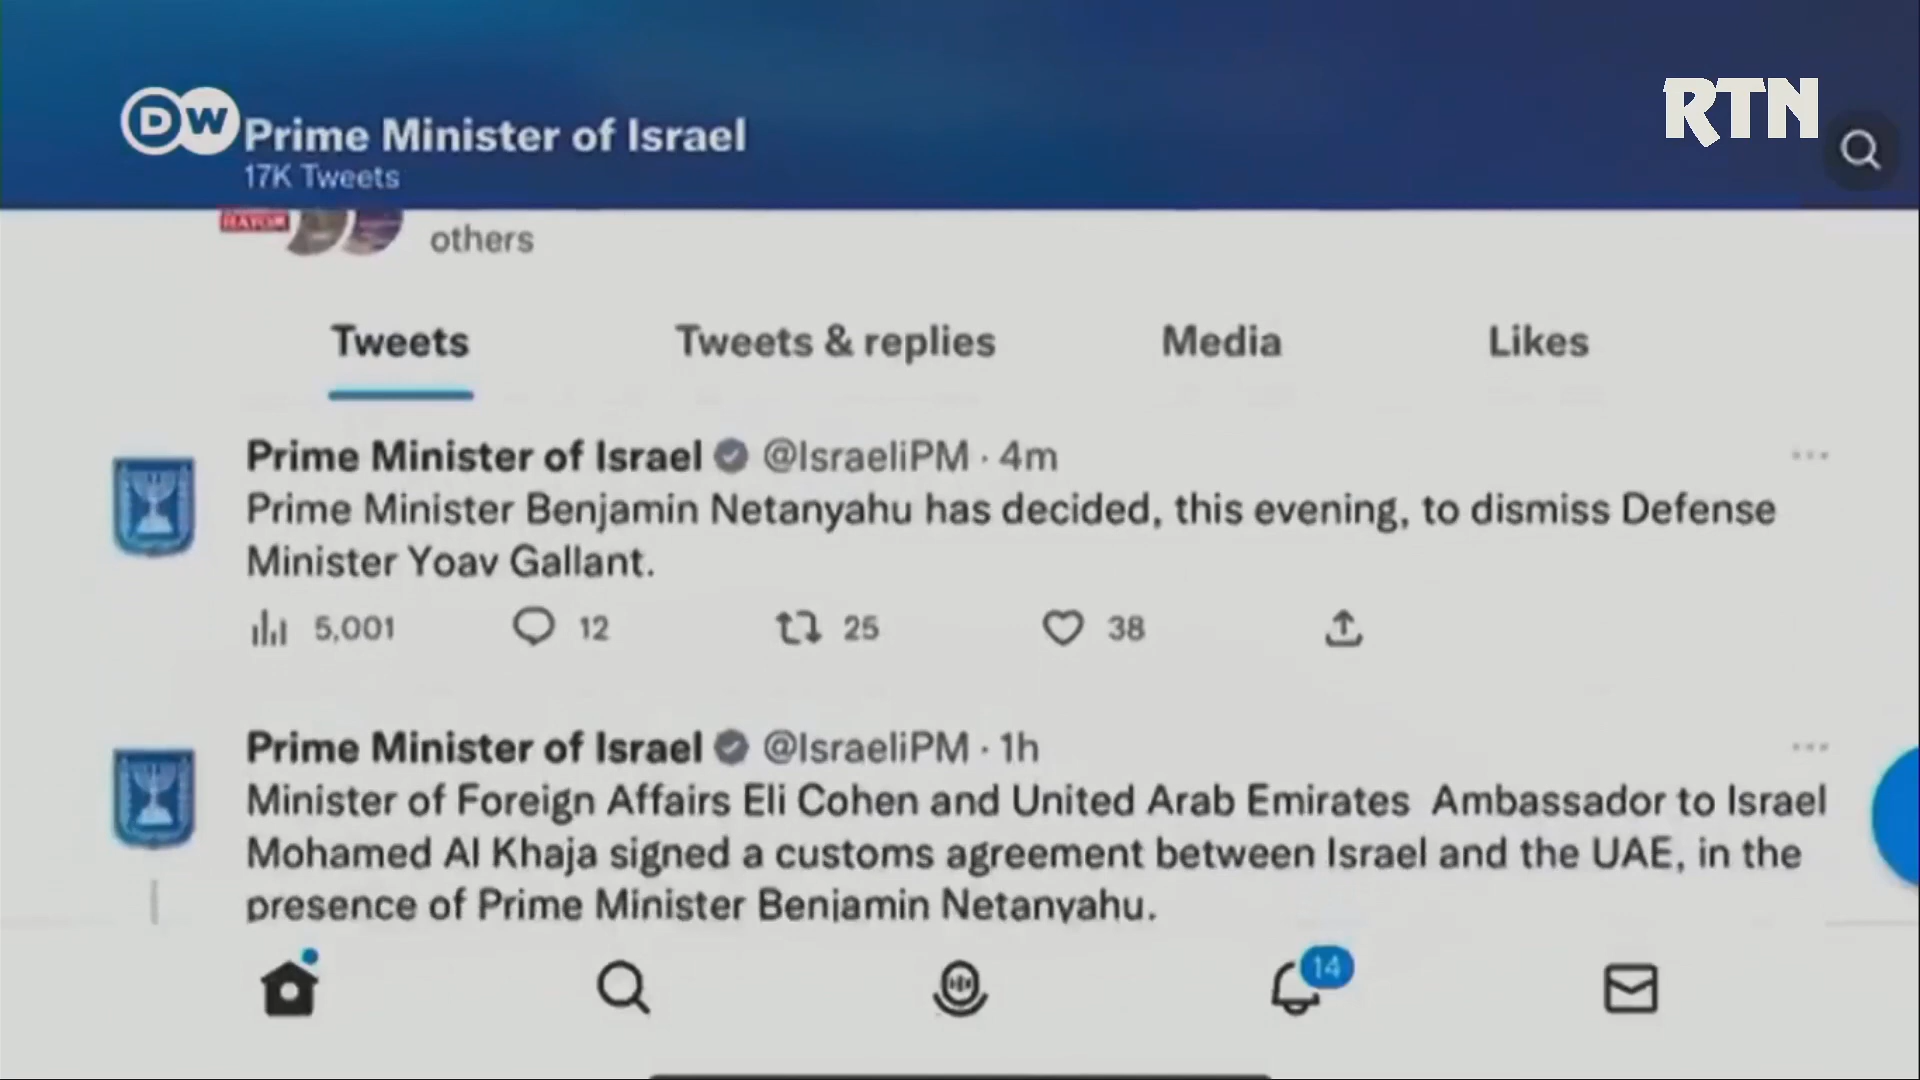 DW
RTN
Prime Minister of Israel
17K Tweets
others
Tweets
Tweets & replies
Media
Likes
Prime Minister of Israel @IsraeliPM · 4m
Prime Minister Benjamin Netanyahu has decided, this evening, to dismiss Defense
Minister Yoav Gallant.
5,001
12
25
38
Prime Minister of Israel @IsraeliPM · 1h
Minister of Foreign Affairs Eli Cohen and United Arab Emirates Ambassador to Israel
Mohamed Al Khaja signed a customs agreement between Israel and the UAE, in the
presence of Prime Minister Benjamin Netanyahu.
14